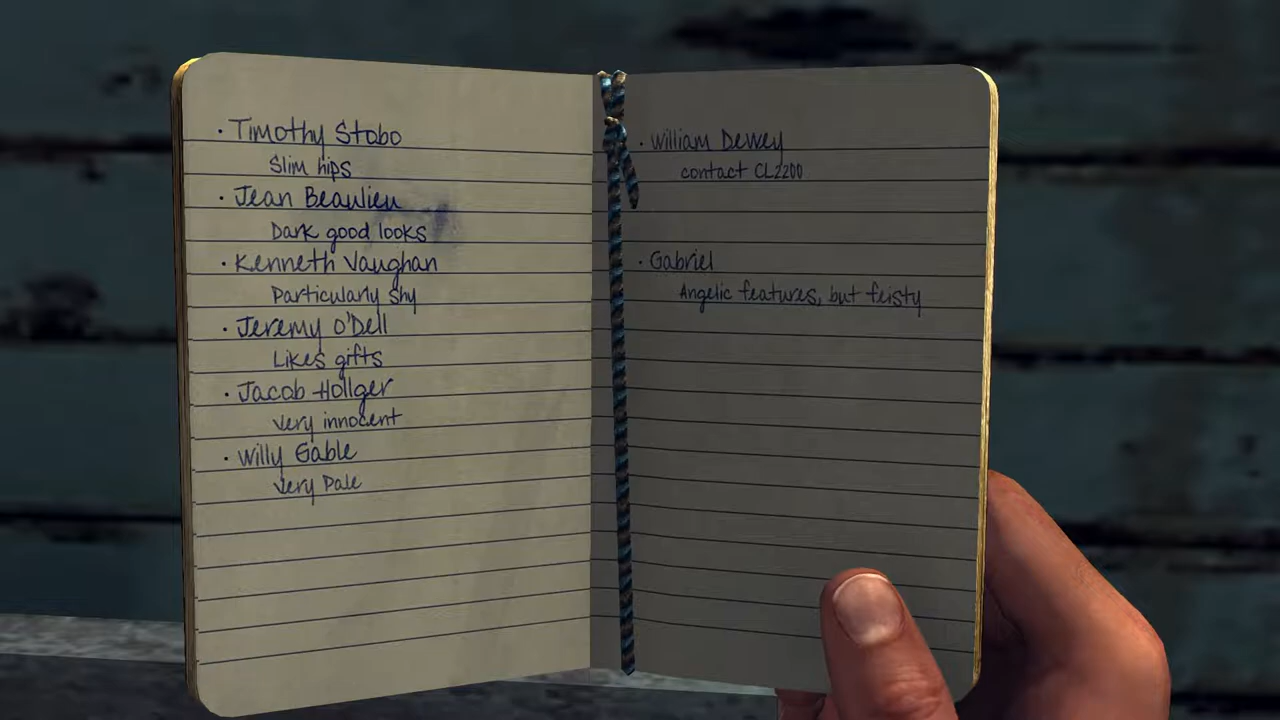 · Timothy Stobo
Slim hips
· Jean Beaulieu
Dark good looks
· Kenneth Vaughan
Particularly shy
· Jeremy O'Dell
Likes gifts
· Jacob Hollger
Very innocent
· Willy Gable
Very Pale
· William Dewey
contact CL2200
· Gabriel
Angelic features, but feisty